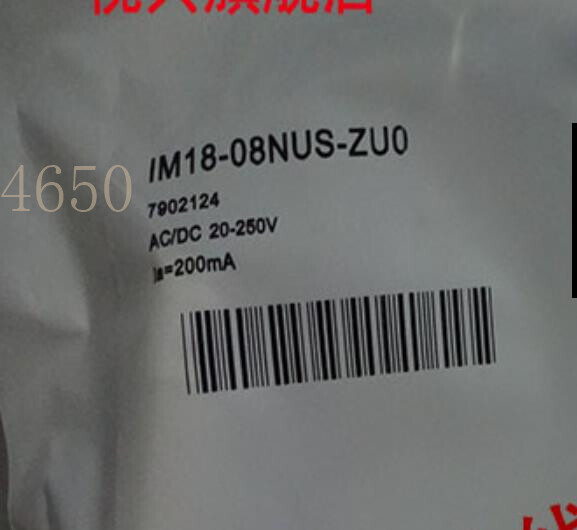 IM18-08NUS-ZU0
4650
7902124
AC/DC 20-250V
=200mA